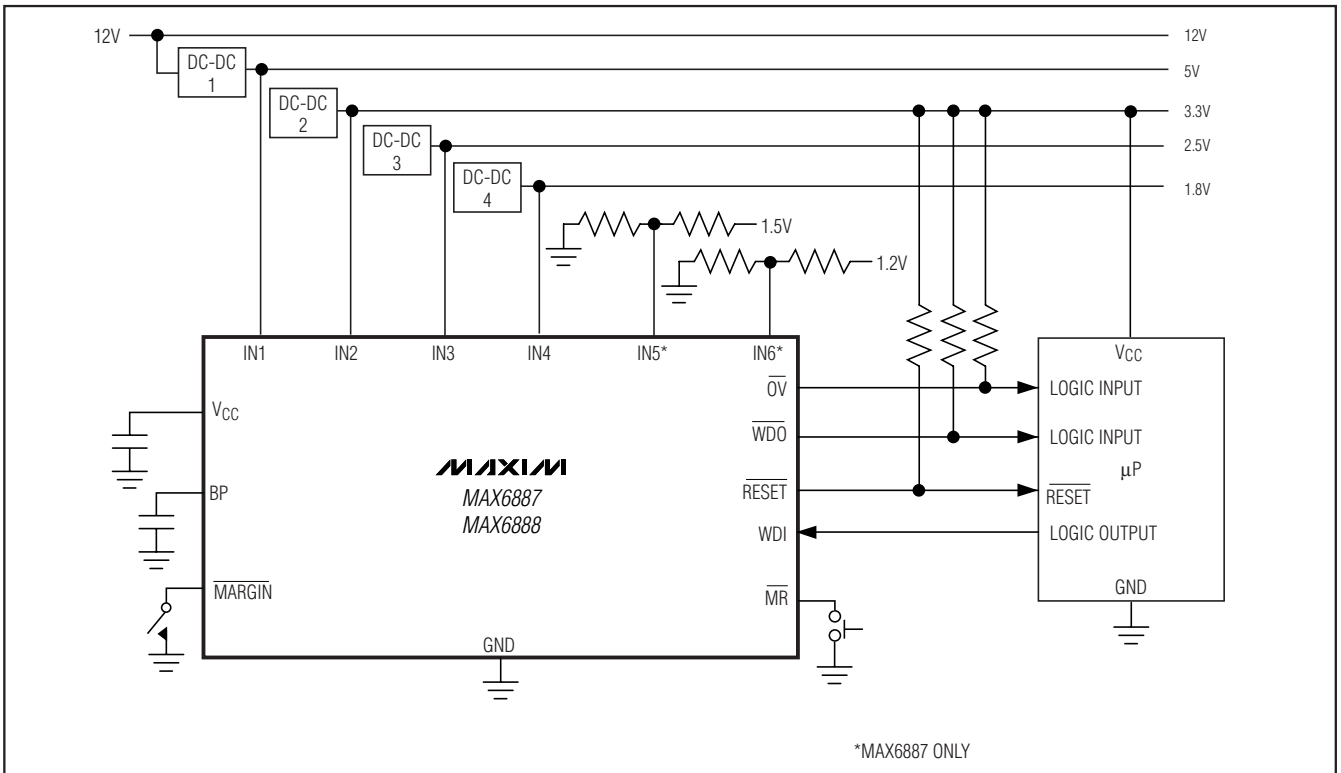 12V
12V
DC-DC
1
5V
DC-DC
2
3.3V
DC-DC
3
2.5V
DC-DC
4
1.8V
1.5V
1.2V
IN1
IN2
IN3
IN4
IN5*
IN6*
VCC
BP
MARGIN
MAXIM
MAX6887
MAX6888
GND
OV
WDO
RESET
WDI
MR
VCC
LOGIC INPUT
LOGIC INPUT
μP
RESET
LOGIC OUTPUT
GND
*MAX6887 ONLY